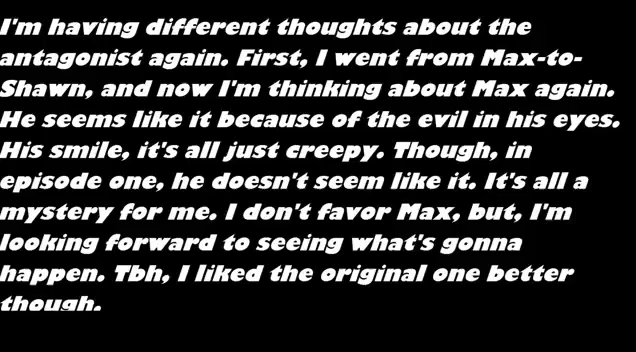 I'm having different thoughts about the
antagonist again. First, I went from Max-to-
Shawn, and now I'm thinking about Max again.
He seems like it because of the evil in his eyes.
His smile, it's all just creepy. Though, in
episode one, he doesn't seem like it. It's all a
mystery for me. I don't favor Max, but, I'm
looking forward to seeing what's gonna
happen. Tbh, I liked the original one better
though.